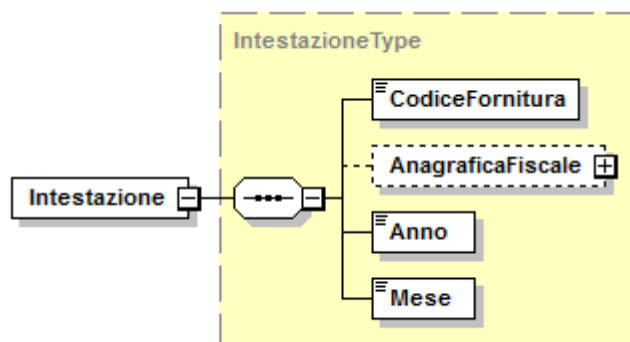 IntestazioneType
CodiceFornitura
AnagraficaFiscale
Intestazione
Anno
Mese